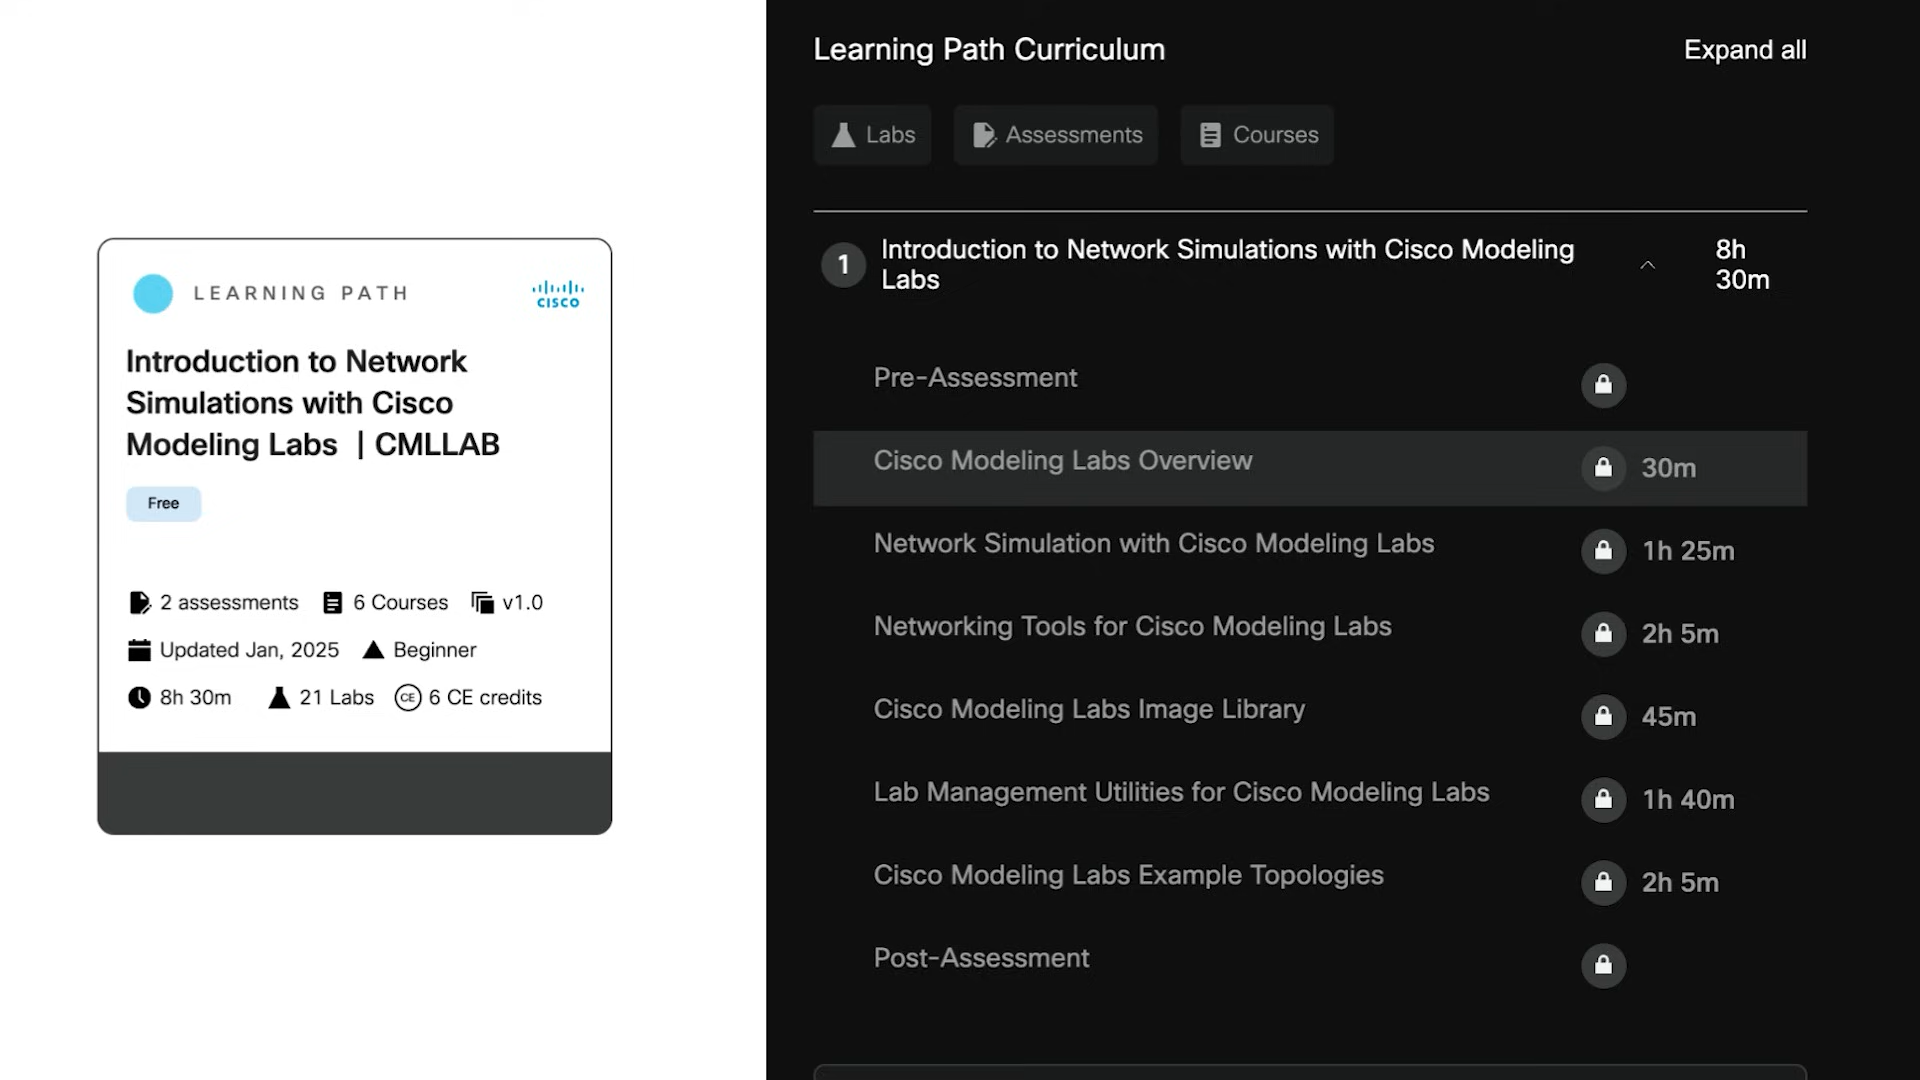 LEARNING PATH
CISCO
Introduction to Network
Simulations with Cisco
Modeling Labs | CMLLAB
Free
2 assessments 6 Courses v1.0
Updated Jan, 2025 Beginner
8h 30m 21 Labs CE 6 CE credits
Learning Path Curriculum Expand all
Labs Assessments Courses
1 Introduction to Network Simulations with Cisco Modeling 8h
Labs 30m
Pre-Assessment
Cisco Modeling Labs Overview 30m
Network Simulation with Cisco Modeling Labs 1h 25m
Networking Tools for Cisco Modeling Labs 2h 5m
Cisco Modeling Labs Image Library 45m
Lab Management Utilities for Cisco Modeling Labs 1h 40m
Cisco Modeling Labs Example Topologies 2h 5m
Post-Assessment